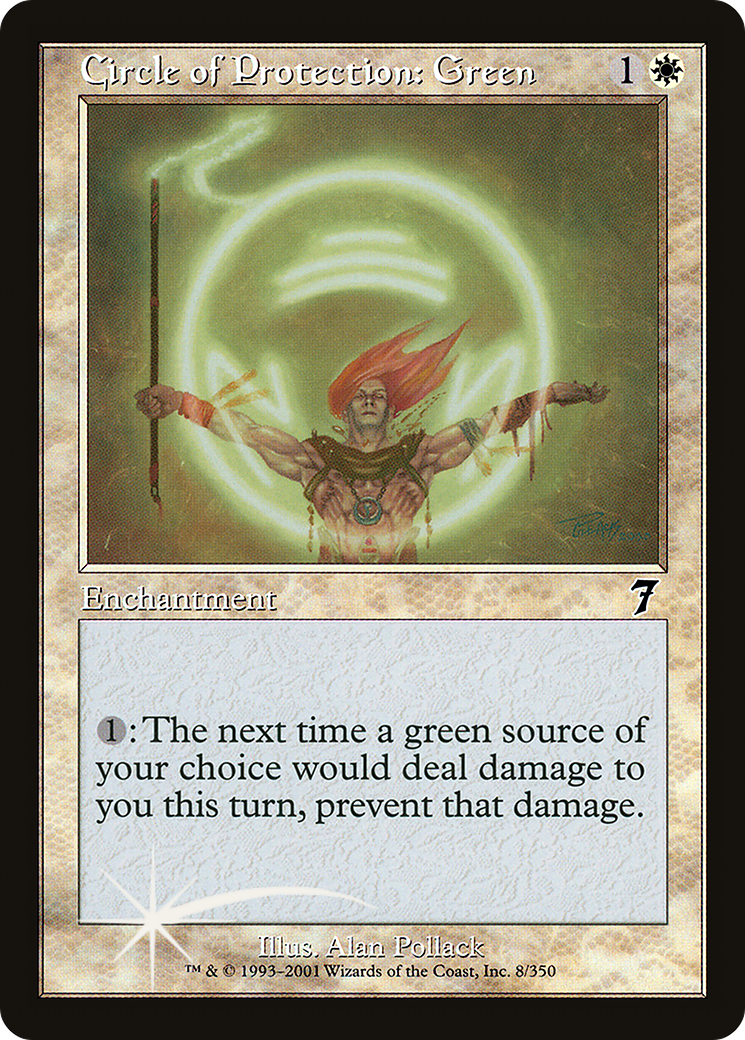 Circle of Protection: Green 1
Enchantment 7
1: The next time a green source of
your choice would deal damage to
you this turn, prevent that damage.
Illus. Alan Pollack
™ & © 1993–2001 Wizards of the Coast, Inc. 8/350